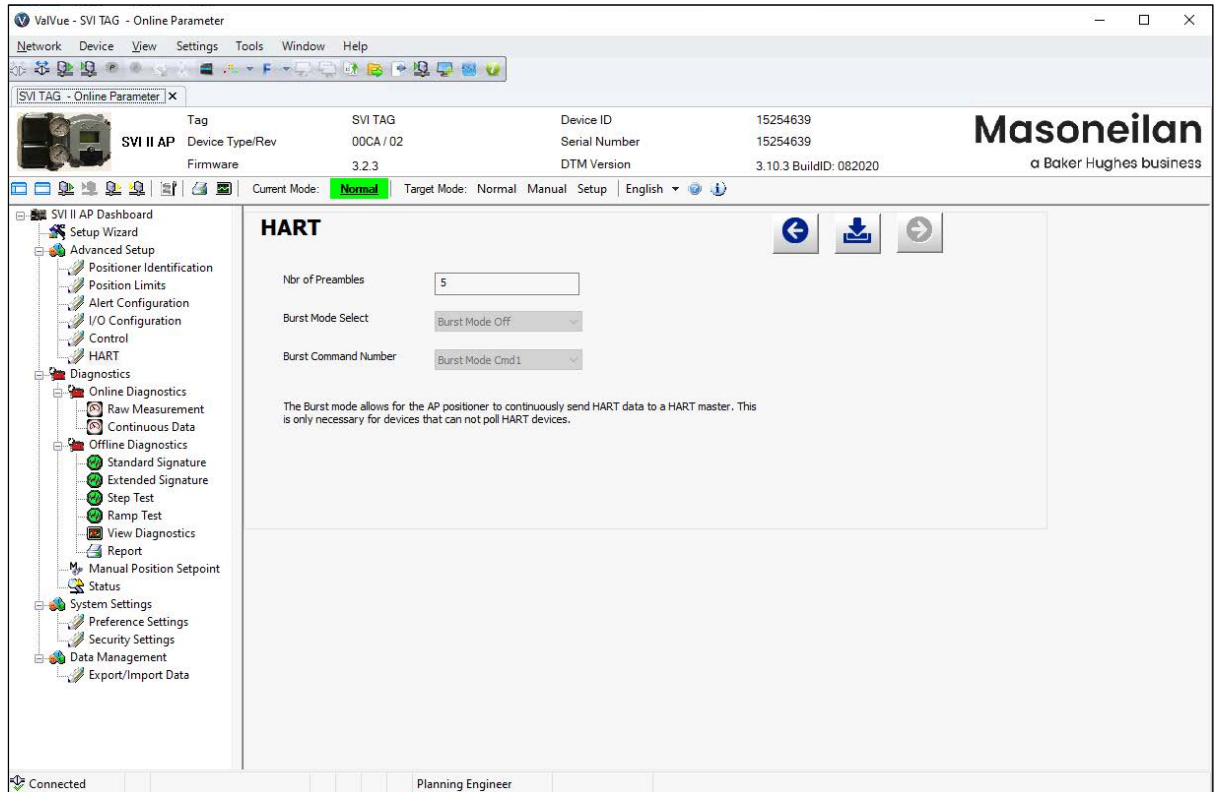 ValVue - SVI TAG - Online Parameter
Network Device View Settings Tools Window Help
SVI TAG - Online Parameter
SVI II AP
Tag SVI TAG Device ID 15254639
Device Type/Rev 00CA / 02 Serial Number 15254639
Firmware 3.2.3 DTM Version 3.10.3 BuildID: 082020
Masoneilan
a Baker Hughes business
Current Mode: Normal Target Mode: Normal Manual Setup English
SVI II AP Dashboard
Setup Wizard
Advanced Setup
Positioner Identification
Position Limits
Alert Configuration
I/O Configuration
Control
HART
Diagnostics
Online Diagnostics
Raw Measurement
Continuous Data
Offline Diagnostics
Standard Signature
Extended Signature
Step Test
Ramp Test
View Diagnostics
Report
Manual Position Setpoint
Status
System Settings
Preference Settings
Security Settings
Data Management
Export/Import Data
HART
Nbr of Preambles 5
Burst Mode Select Burst Mode Off
Burst Command Number Burst Mode Cmd1
The Burst mode allows for the AP positioner to continuously send HART data to a HART master. This
is only necessary for devices that can not poll HART devices.
Connected Planning Engineer